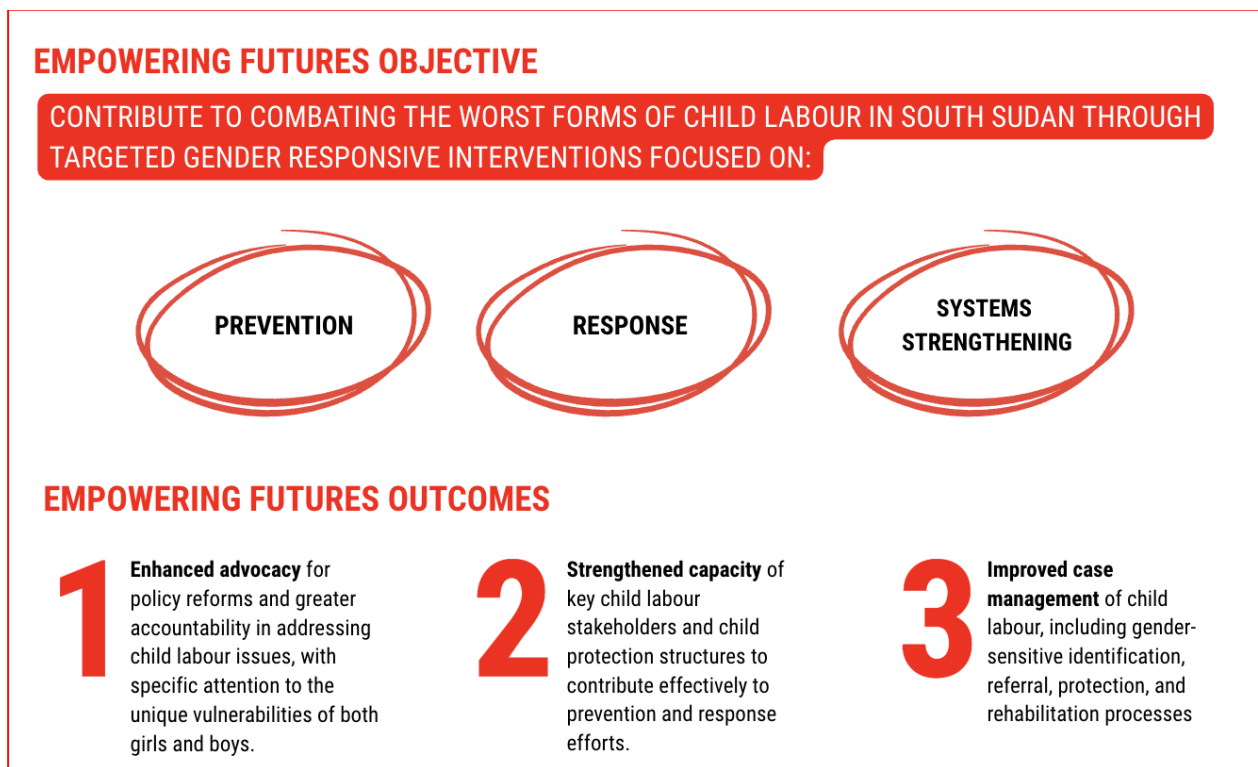 EMPOWERING FUTURES OBJECTIVE
CONTRIBUTE TO COMBATING THE WORST FORMS OF CHILD LABOUR IN SOUTH SUDAN THROUGH
TARGETED GENDER RESPONSIVE INTERVENTIONS FOCUSED ON:
PREVENTION
RESPONSE
SYSTEMS
STRENGTHENING
EMPOWERING FUTURES OUTCOMES
1
Enhanced advocacy for
policy reforms and greater
accountability in addressing
child labour issues, with
specific attention to the
unique vulnerabilities of both
girls and boys.
2
Strengthened capacity of
key child labour
stakeholders and child
protection structures to
contribute effectively to
prevention and response
efforts.
3
Improved case
management of child
labour, including gender-
sensitive identification,
referral, protection, and
rehabilitation processes